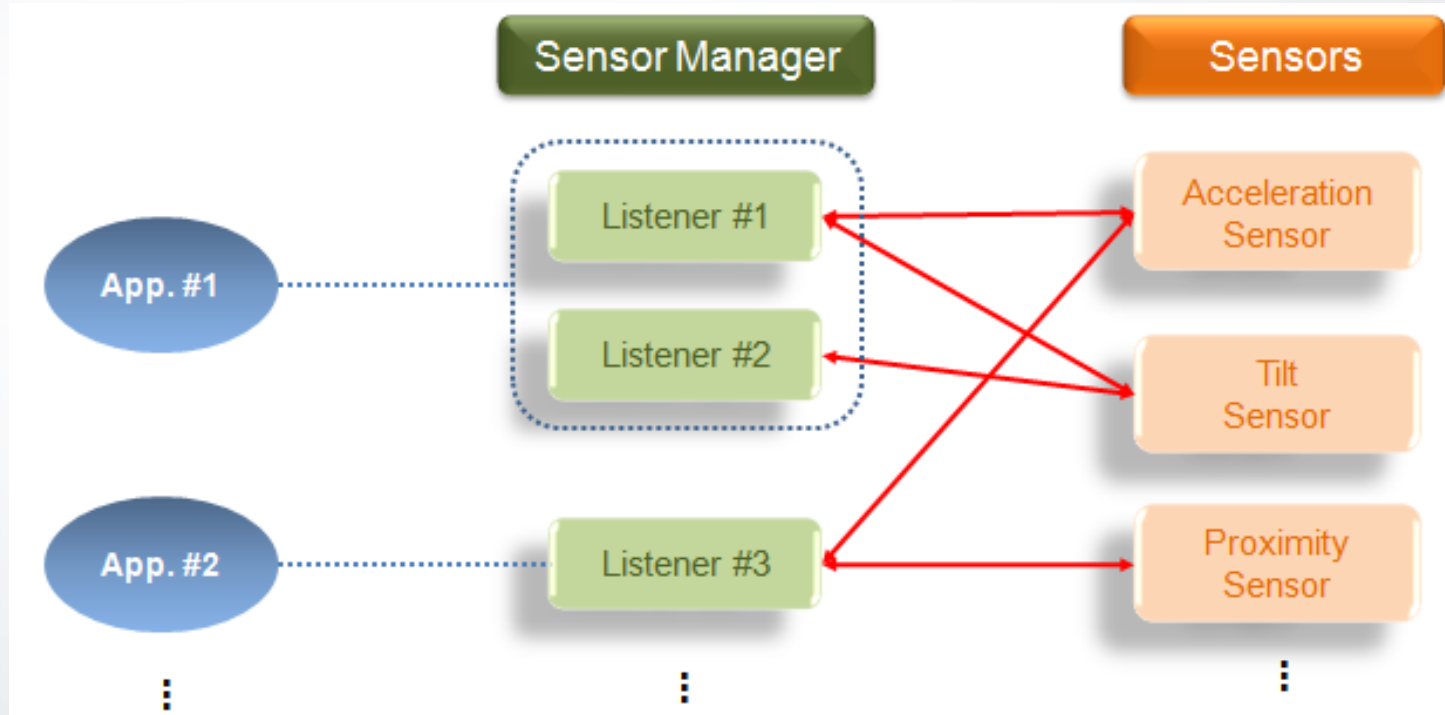 Sensor Manager
Sensors
App. #1
Listener #1
Listener #2
Acceleration
Sensor
Tilt
Sensor
App. #2
Listener #3
Proximity
Sensor